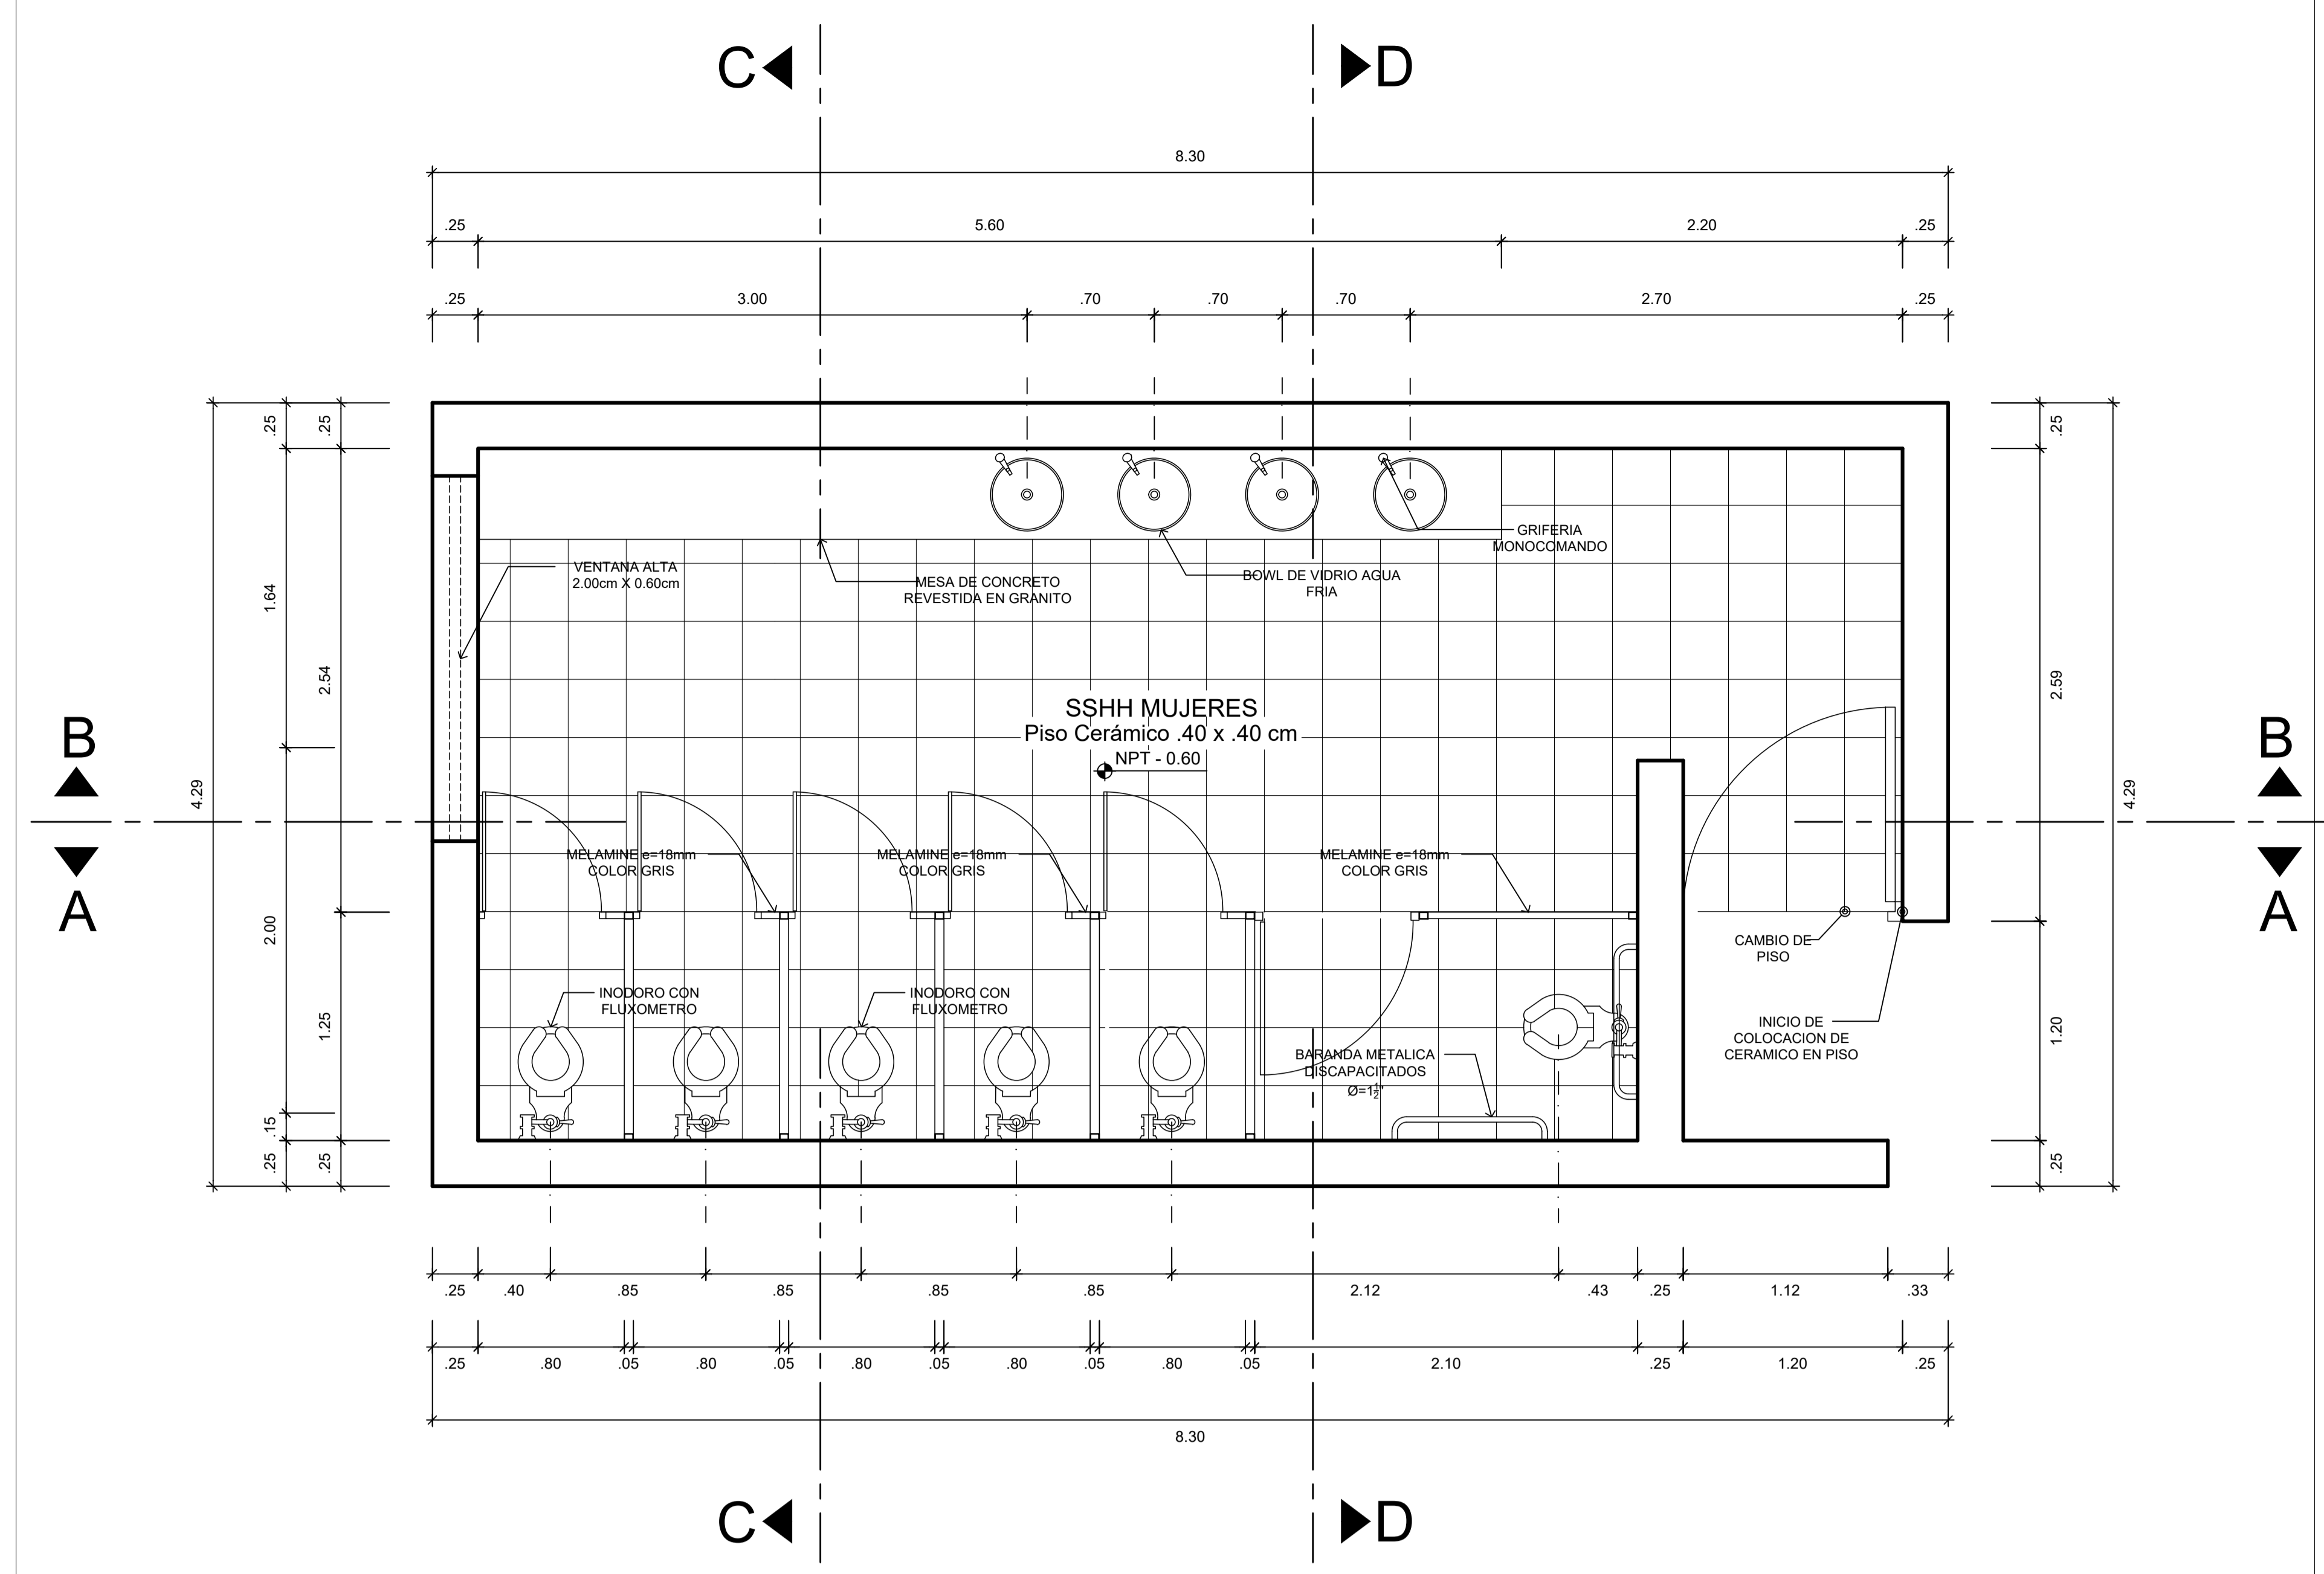 C D
8.30
.25 5.60 2.20 .25
.25 3.00 .70 .70 .70 2.70 .25
.25
.25
.25
GRIFERIA
MONOCOMANDO
VENTANA ALTA
2.00cm X 0.60cm
MESA DE CONCRETO
REVESTIDA EN GRANITO
BOWL DE VIDRIO AGUA
FRIA
1.64
2.54
2.59
SSHH MUJERES
Piso Cerámico .40 x .40 cm
NPT - 0.60
B B
4.29
4.29
MELAMINE e=18mm
COLOR GRIS
MELAMINE e=18mm
COLOR GRIS
MELAMINE e=18mm
COLOR GRIS
A A
2.00
CAMBIO DE
PISO
INODORO CON
FLUXOMETRO
INODORO CON
FLUXOMETRO
1.25
1.20
INICIO DE
COLOCACION DE
CERAMICO EN PISO
BARANDA METALICA
DISCAPACITADOS
Ø=1½"
.15
.25
.25
.25
.25 .40 .85 .85 .85 .85 2.12 .43 .25 1.12 .33
.25 .80 .05 .80 .05 .80 .05 .80 .05 .80 .05 2.10 .25 1.20 .25
8.30
C D